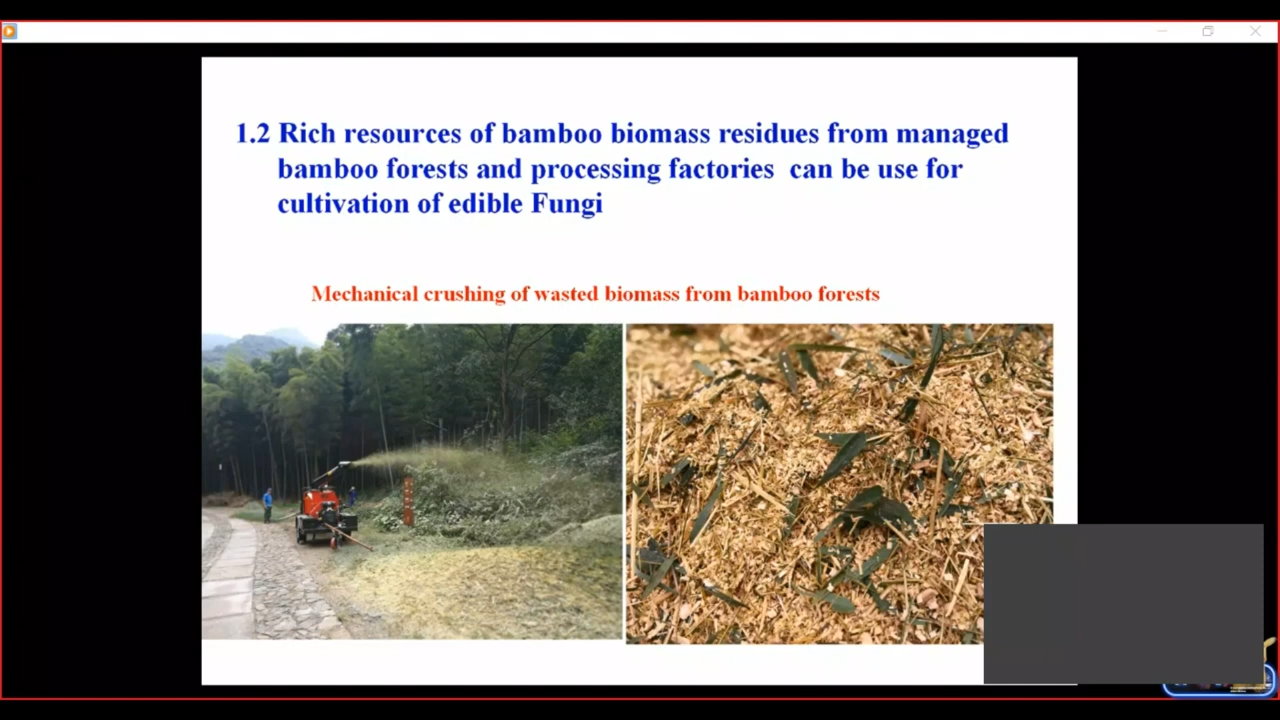 1.2 Rich resources of bamboo biomass residues from managed
bamboo forests and processing factories can be use for
cultivation of edible Fungi
Mechanical crushing of wasted biomass from bamboo forests